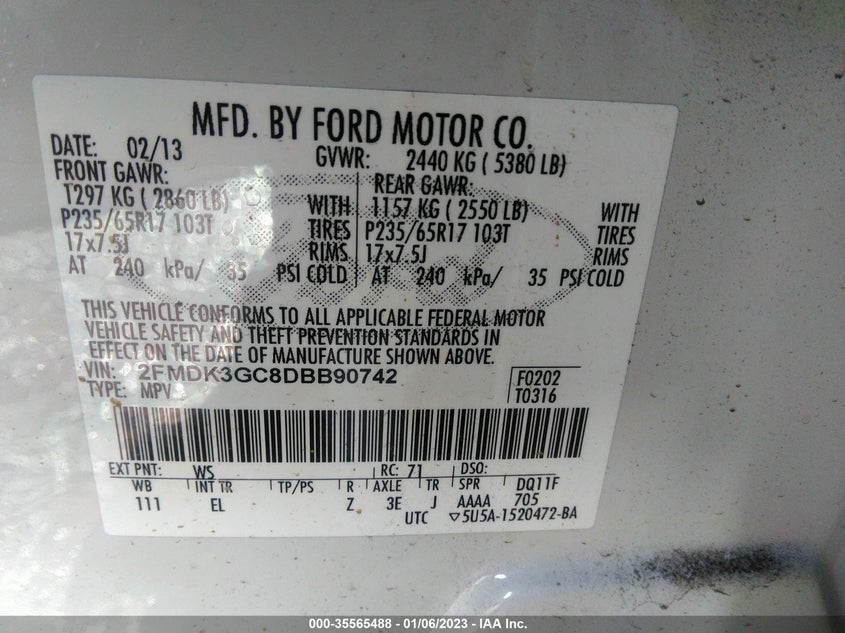 MFD. BY FORD MOTOR CO.
DATE: 02/13 GVWR: 2440 KG ( 5380 LB)
FRONT GAWR: REAR GAWR:
1297 KG ( 2860 LB) WITH 1157 KG ( 2550 LB) WITH
P235/65R17 103T TIRES P235/65R17 103T TIRES
17x7.5J RIMS 17x7.5J RIMS
AT 240 kPa/ 35 PSI COLD AT 240 kPa/ 35 PSI COLD
THIS VEHICLE CONFORMS TO ALL APPLICABLE FEDERAL MOTOR
VEHICLE SAFETY AND THEFT PREVENTION STANDARDS IN
EFFECT ON THE DATE OF MANUFACTURE SHOWN ABOVE.
VIN: 2FMDK3GC8DBB90742 F0202
TYPE: MPV T0316
EXT PNT: WS RC: 71 DSO:
WB INT TR TP/PS R AXLE TR SPR DQ11F
111 EL Z 3E J AAAA 705
UTC ▽5U5A-1520472-BA
000-35565488 - 01/06/2023 - IAA Inc.